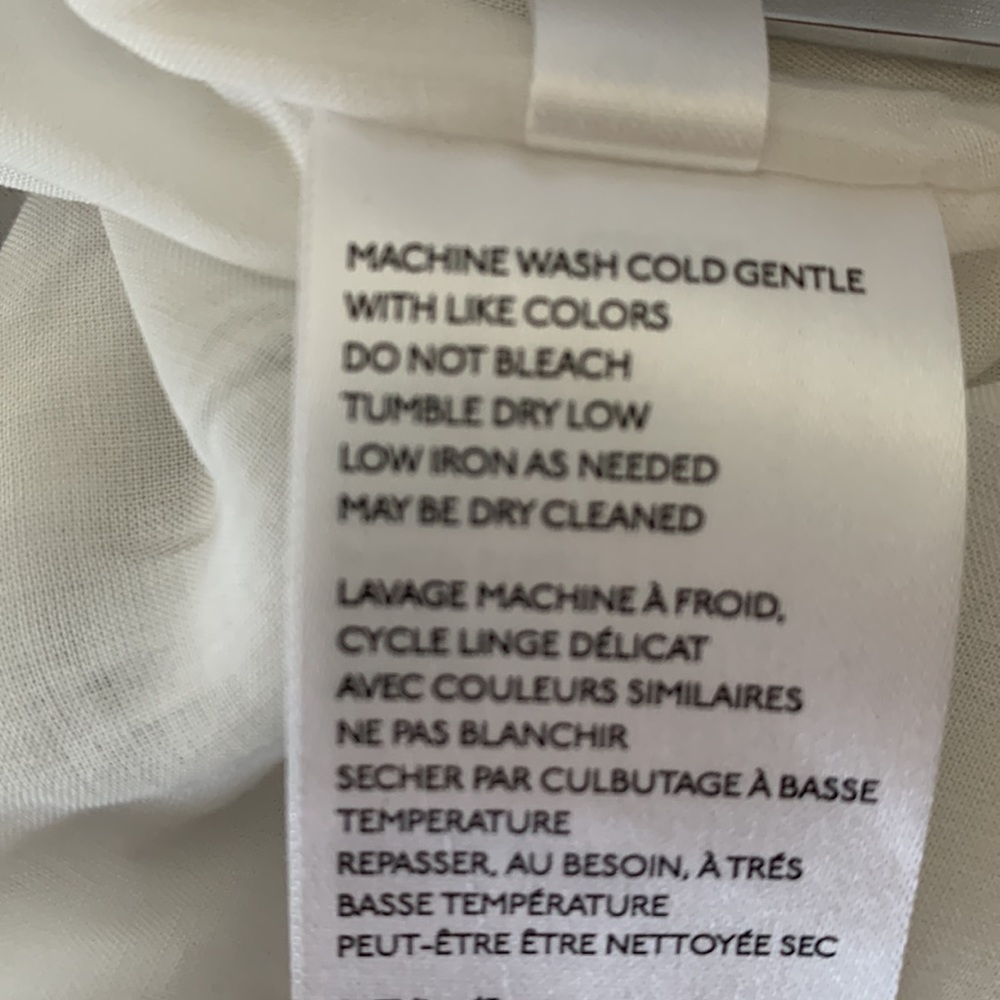 MACHINE WASH COLD GENTLE
WITH LIKE COLORS
DO NOT BLEACH
TUMBLE DRY LOW
LOW IRON AS NEEDED
MAY BE DRY CLEANED
LAVAGE MACHINE À FROID,
CYCLE LINGE DÉLICAT
AVEC COULEURS SIMILAIRES
NE PAS BLANCHIR
SECHER PAR CULBUTAGE À BASSE
TEMPERATURE
REPASSER, AU BESOIN, À TRÉS
BASSE TEMPÉRATURE
PEUT-ÊTRE ÊTRE NETTOYÉE SEC